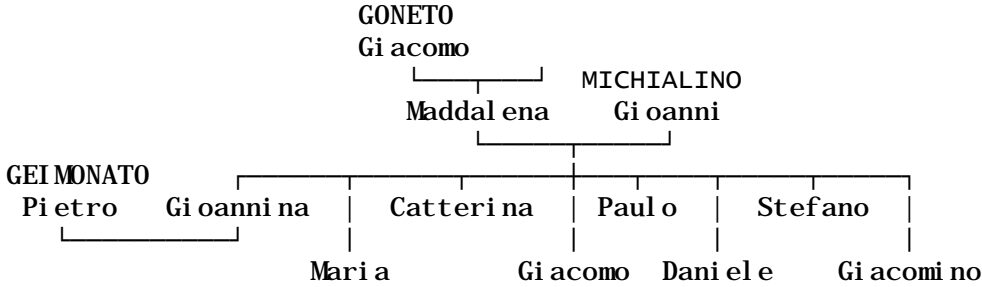 GONETO
Giacomo
MICHIALINO
Maddalena Gioanni
GEIMONATO
Pietro Gioannina Catterina Paulo Stefano
Maria Giacomo Daniele Giacomino